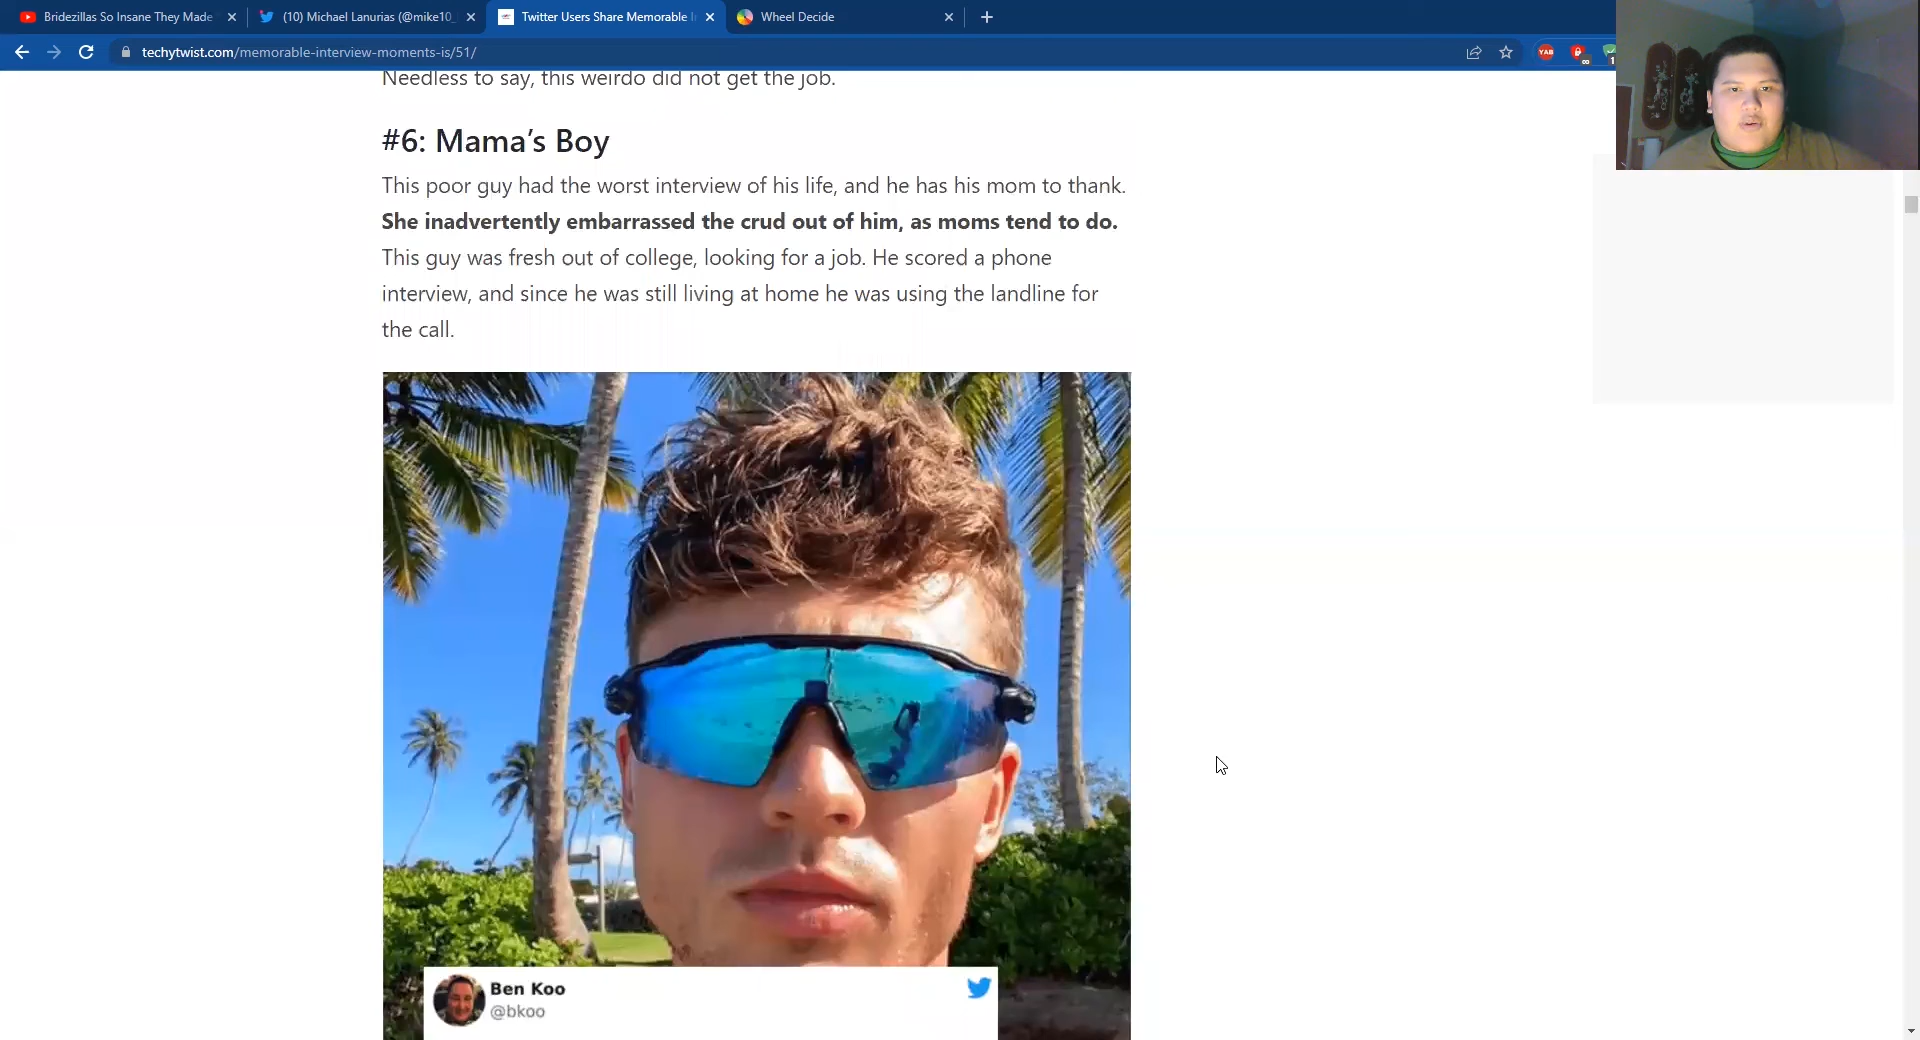 Bridezillas So Insane They Made
(10) Michael Lanurias (@mike10_
Twitter Users Share Memorable I
Wheel Decide
techytwist.com/memorable-interview-moments-is/51/
YAB
∞
1
Needless to say, this weirdo did not get the job.
#6: Mama’s Boy
This poor guy had the worst interview of his life, and he has his mom to thank.
She inadvertently embarrassed the crud out of him, as moms tend to do.
This guy was fresh out of college, looking for a job. He scored a phone
interview, and since he was still living at home he was using the landline for
the call.
Ben Koo
@bkoo